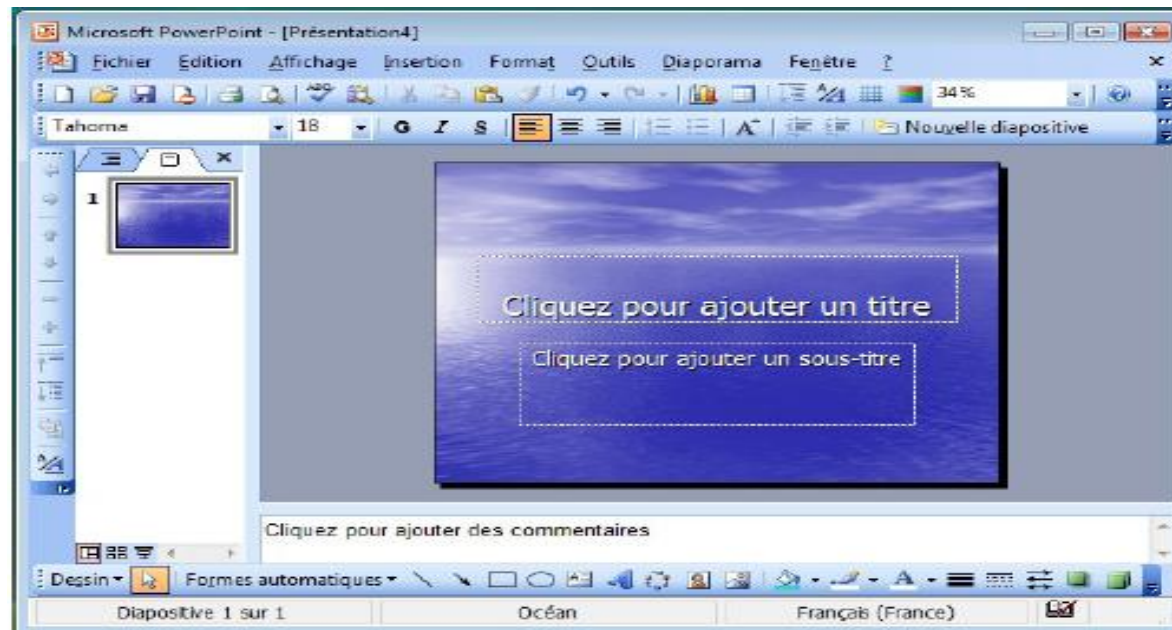 Microsoft PowerPoint - [Présentation4]
Fichier Edition Affichage Insertion Format Outils Diaporama Fenêtre ?
34%
Tahoma 18 G I S Nouvelle diapositive
1
Cliquez pour ajouter un titre
Cliquez pour ajouter un sous-titre
Cliquez pour ajouter des commentaires
Dessin Formes automatiques
Diapositive 1 sur 1 Océan Français (France)